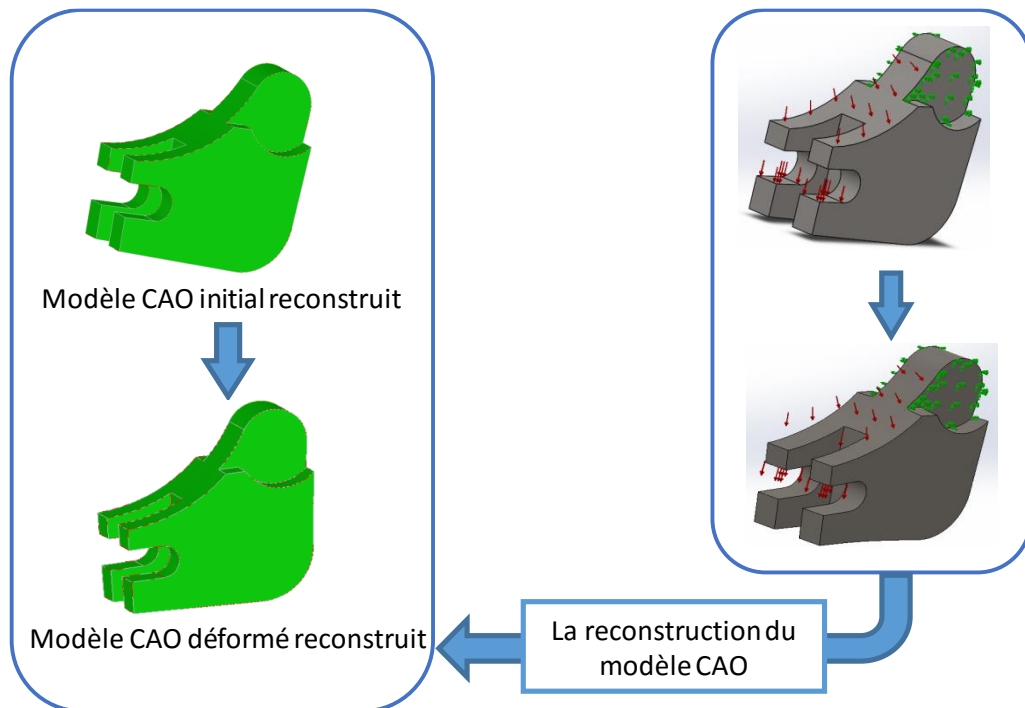 Modèle CAO initial reconstruit
Modèle CAO déformé reconstruit
La reconstruction du
modèle CAO